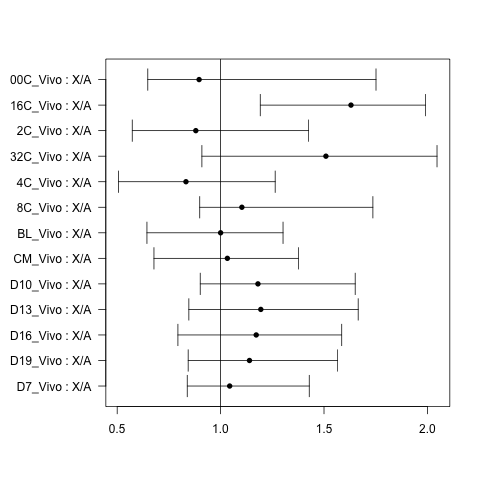 00C_Vivo : X/A
16C_Vivo : X/A
2C_Vivo : X/A
32C_Vivo : X/A
4C_Vivo : X/A
8C_Vivo : X/A
BL_Vivo : X/A
CM_Vivo : X/A
D10_Vivo : X/A
D13_Vivo : X/A
D16_Vivo : X/A
D19_Vivo : X/A
D7_Vivo : X/A
0.5 1.0 1.5 2.0